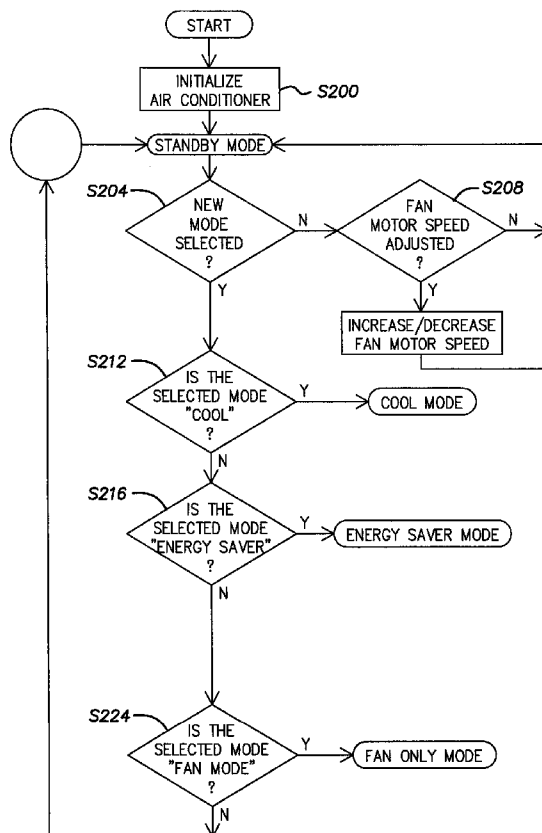 START
INITIALIZE
AIR CONDITIONER
S200
STANDBY MODE
S204
NEW
MODE
SELECTED
?
N
Y
S208
FAN
MOTOR SPEED
ADJUSTED
?
N
Y
INCREASE/DECREASE
FAN MOTOR SPEED
S212
IS THE
SELECTED MODE
"COOL"
?
Y
COOL MODE
N
S216
IS THE
SELECTED MODE
"ENERGY SAVER"
?
Y
ENERGY SAVER MODE
N
S224
IS THE
SELECTED MODE
"FAN MODE"
?
Y
FAN ONLY MODE
N